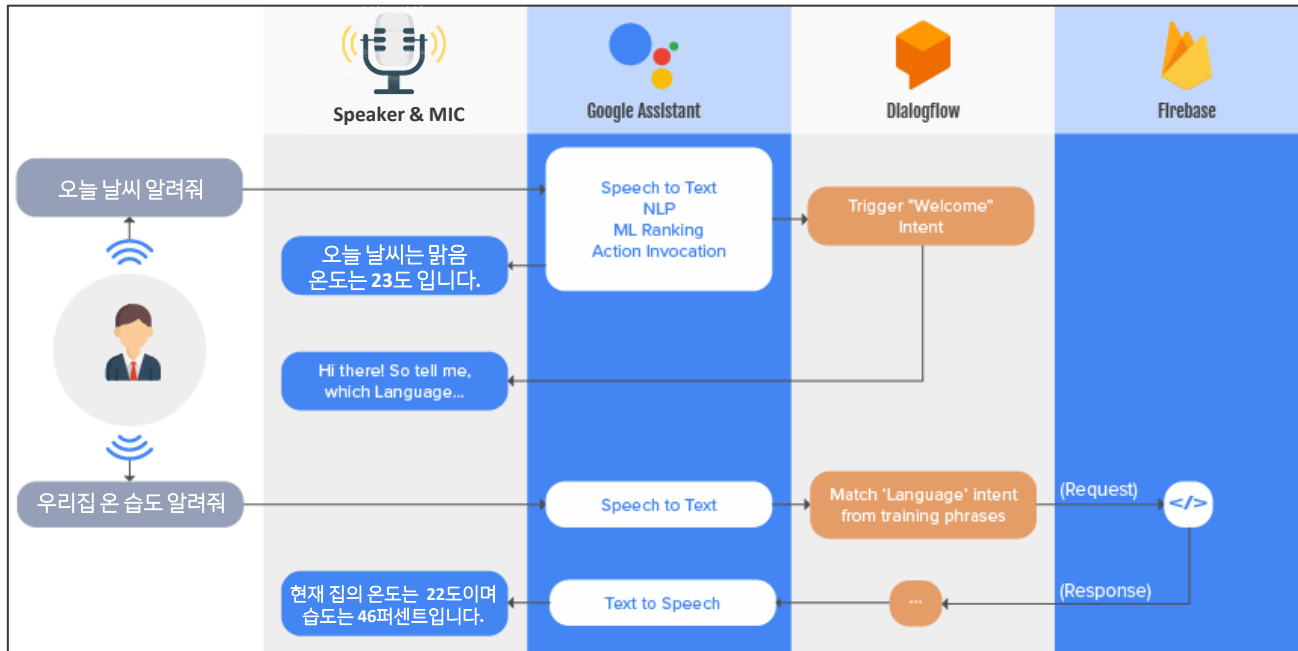 Speaker & MIC
Google Assistant
Dialogflow
Firebase
오늘 날씨 알려줘
Speech to Text
NLP
ML Ranking
Action Invocation
Trigger "Welcome"
Intent
오늘 날씨는 맑음
온도는 23도 입니다.
Hi there! So tell me,
which Language...
우리집 온 습도 알려줘
Speech to Text
Match ‘Language’ intent
from training phrases
(Request)
</>
현재 집의 온도는 22도이며
습도는 46퍼센트입니다.
Text to Speech
...
(Response)